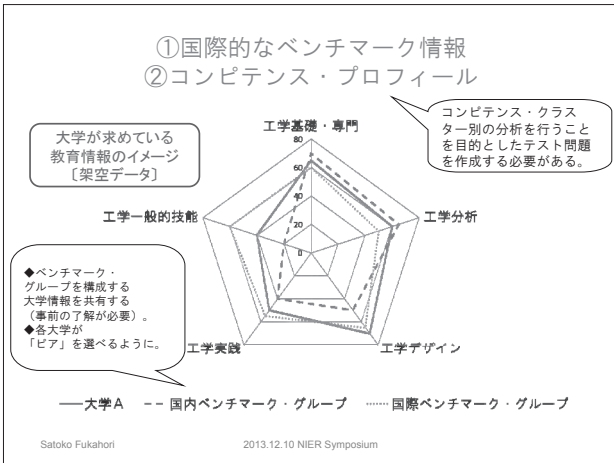 ①国際的なベンチマーク情報
②コンピテンス・プロフィール
大学が求めている
教育情報のイメージ
〔架空データ〕
コンピテンス・クラス
ター別の分析を行うこと
を目的としたテスト問題
を作成する必要がある。
工学基礎・専門
80
60
40
20
0
工学分析
工学デザイン
工学実践
工学一般的技能
◆ベンチマーク・
グループを構成する
大学情報を共有する
（事前の了解が必要）。
◆各大学が
「ピア」を選べるように。
大学A
国内ベンチマーク・グループ
国際ベンチマーク・グループ
Satoko Fukahori
2013.12.10 NIER Symposium